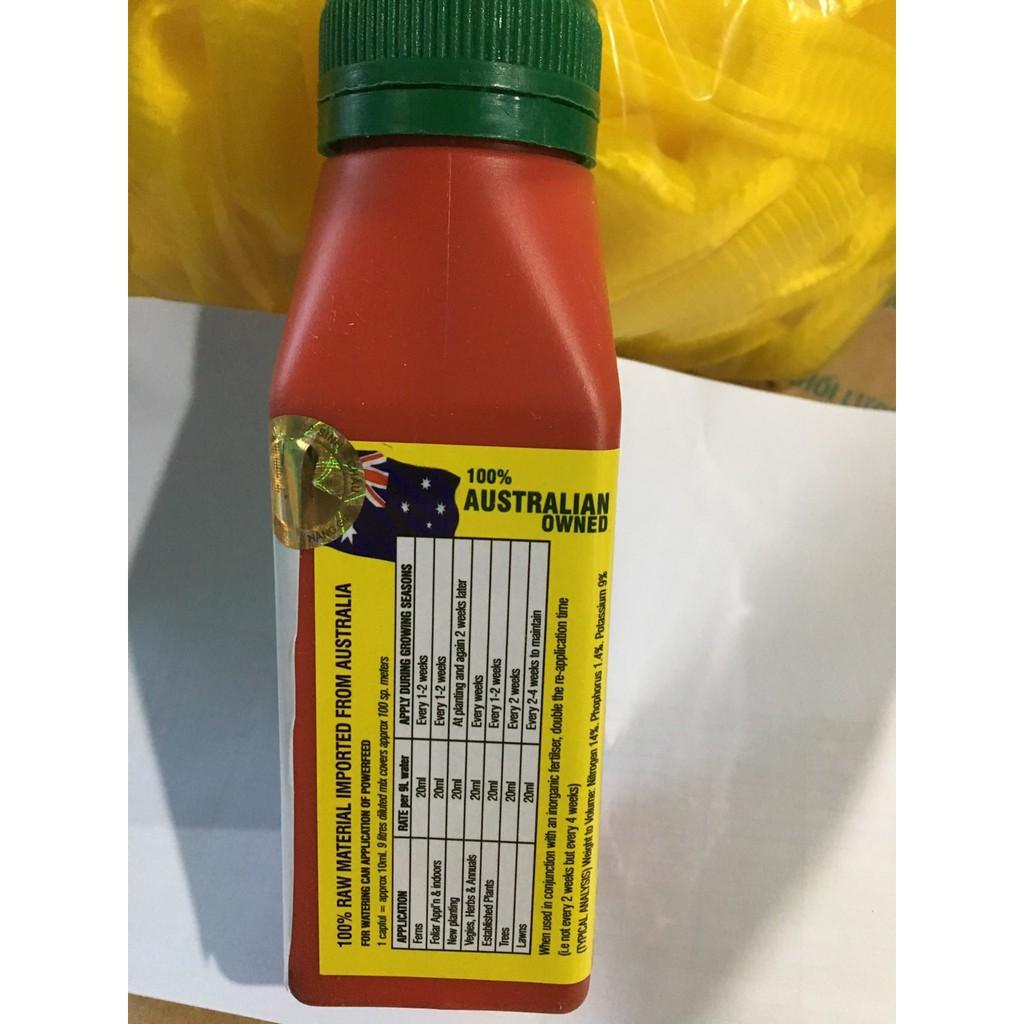 100%
AUSTRALIAN
OWNED
100% RAW MATERIAL IMPORTED FROM AUSTRALIA
FOR WATERING CAN APPLICATION OF POWERFEED
1 capful = approx 10ml. 9 litres diluted mix covers approx 100 sp. meters
APPLICATION RATE per 9L water APPLY DURING GROWING SEASONS
Ferns 20ml Every 1-2 weeks
Foliar Appl'n & indoors 20ml Every 1-2 weeks
New planting 20ml At planting and again 2 weeks later
Vegies, Herbs & Annuals 20ml Every weeks
Established Plants 20ml Every 1-2 weeks
Trees 20ml Every 2 weeks
Lawns 20ml Every 2-4 weeks to maintain
When used in conjunction with an inorganic fertilser, double the re-application time
(i.e not every 2 weeks but every 4 weeks)
(TYPICAL ANALYSIS) Weight to Volume: Nitrogen 14%, Phophorus 1.4%, Potassium 9%